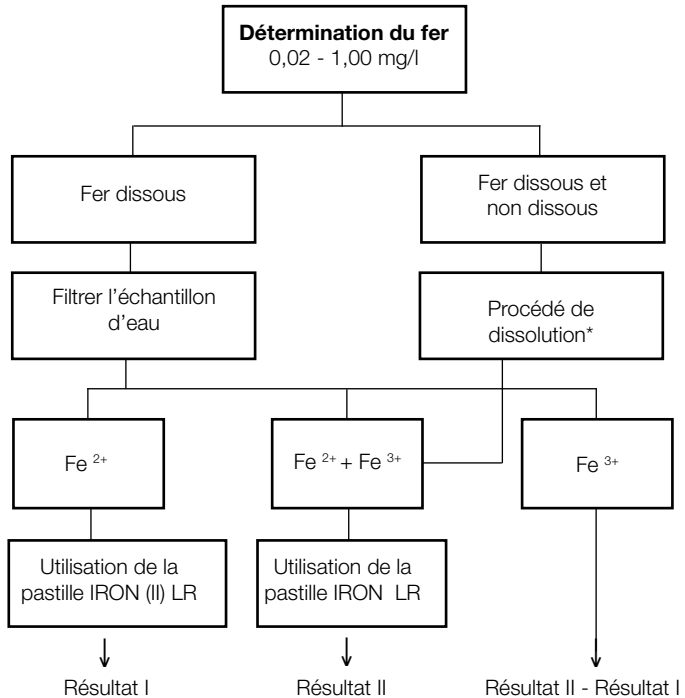 Détermination du fer
0,02 - 1,00 mg/l
Fer dissous
Fer dissous et
non dissous
Filtrer l’échantillon
d’eau
Procédé de
dissolution*
Fe 2+
Fe 2+ + Fe 3+
Fe 3+
Utilisation de la
pastille IRON (II) LR
Utilisation de la
pastille IRON LR
Résultat I
Résultat II
Résultat II - Résultat I